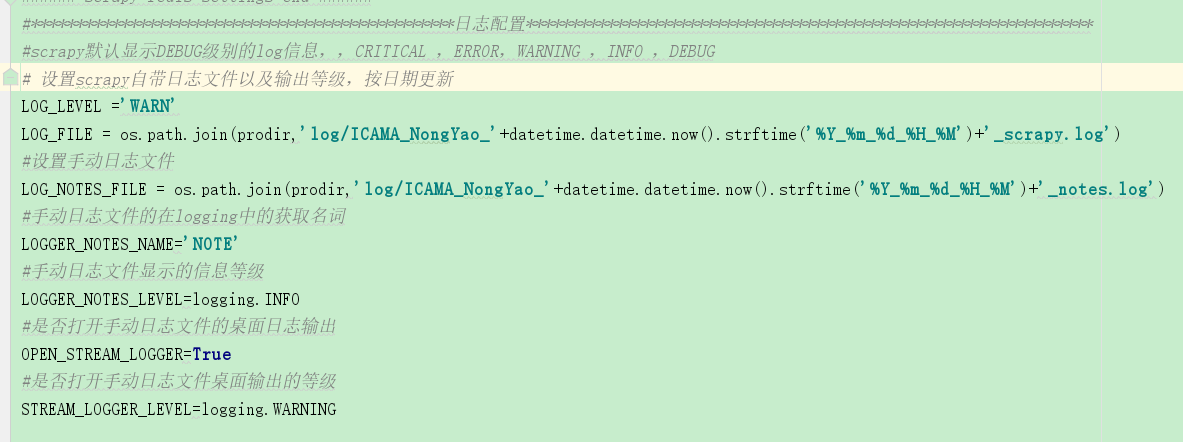 #***********************************************日志配置***************************************************************
#scrapy默认显示DEBUG级别的log信息，，CRITICAL ，ERROR，WARNING ，INFO ，DEBUG
# 设置scrapy自带日志文件以及输出等级，按日期更新
LOG_LEVEL ='WARN'
LOG_FILE = os.path.join(prodir,'log/ICAMA_NongYao_'+datetime.datetime.now().strftime('%Y_%m_%d_%H_%M')+'_scrapy.log')
#设置手动日志文件
LOG_NOTES_FILE = os.path.join(prodir,'log/ICAMA_NongYao_'+datetime.datetime.now().strftime('%Y_%m_%d_%H_%M')+'_notes.log')
#手动日志文件的在logging中的获取名词
LOGGER_NOTES_NAME='NOTE'
#手动日志文件显示的信息等级
LOGGER_NOTES_LEVEL=logging.INFO
#是否打开手动日志文件的桌面日志输出
OPEN_STREAM_LOGGER=True
#是否打开手动日志文件桌面输出的等级
STREAM_LOGGER_LEVEL=logging.WARNING